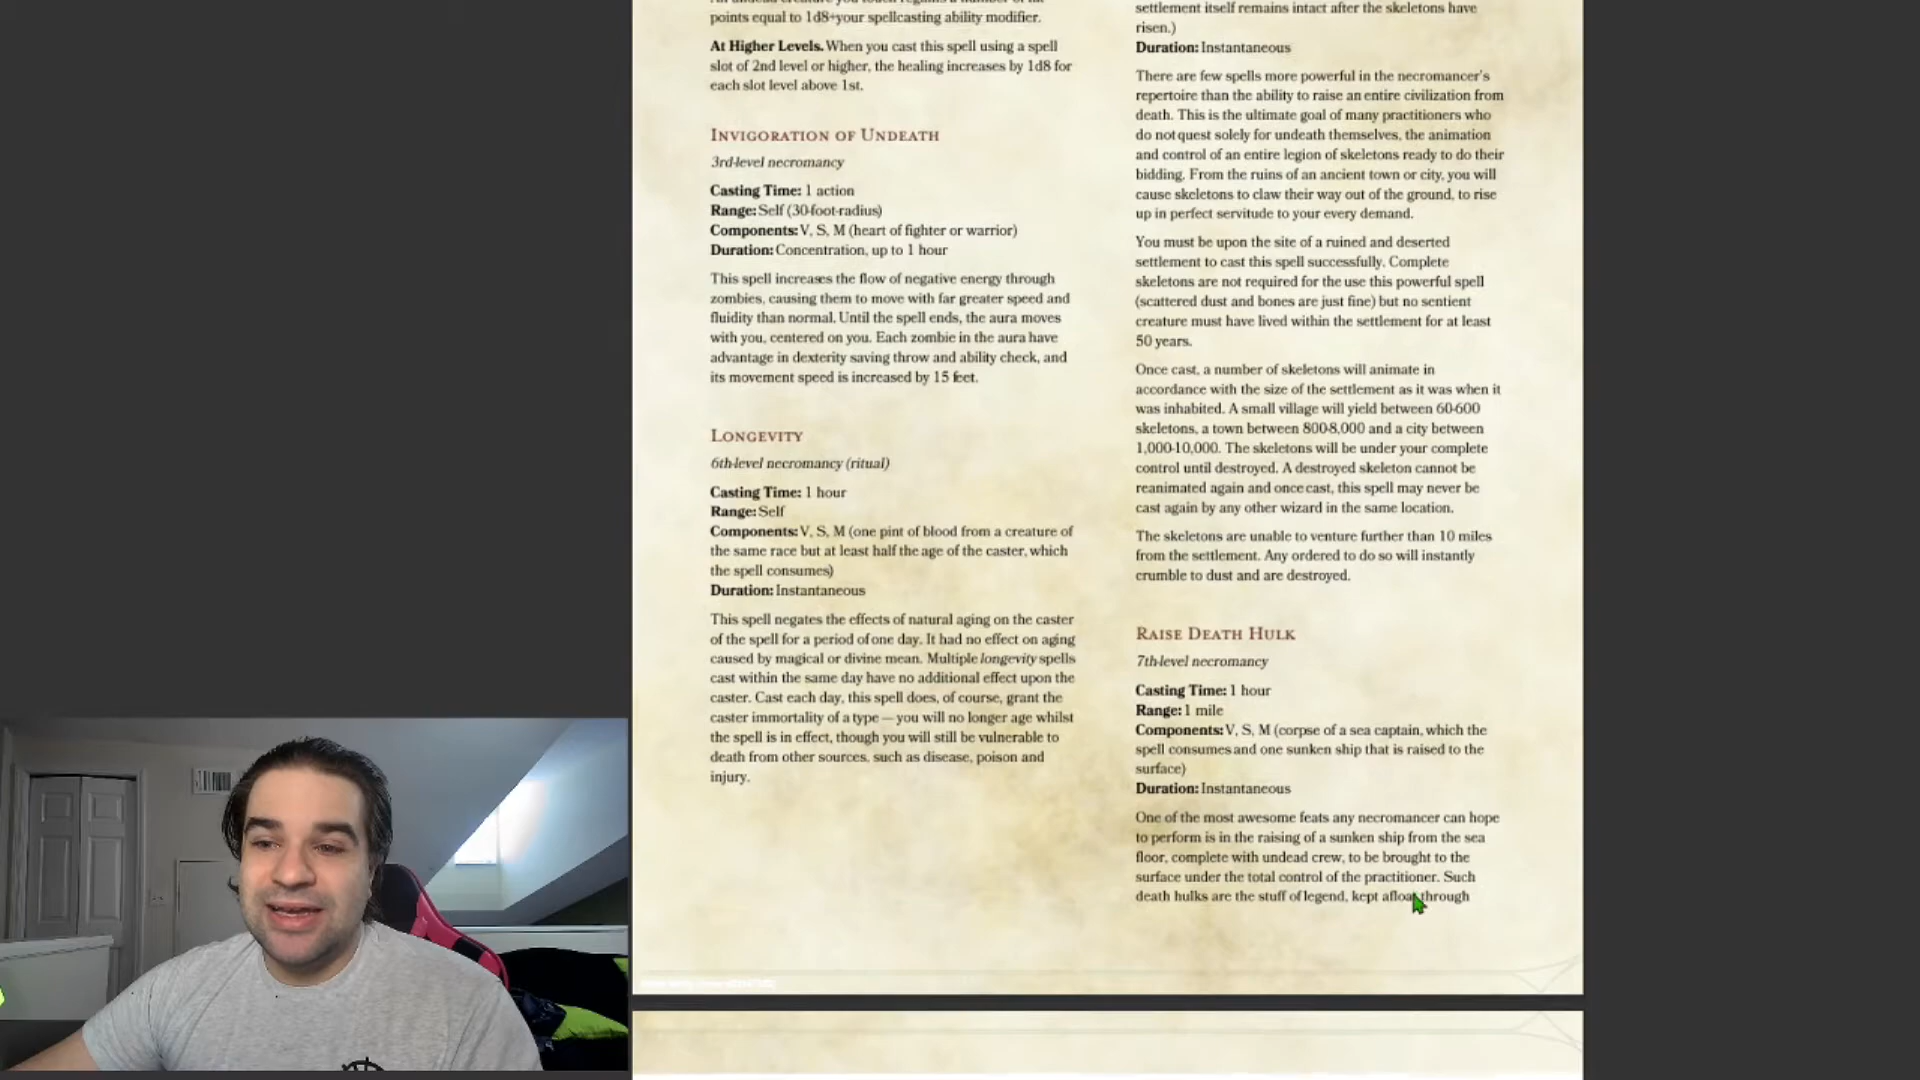 points equal to 1d8+your spellcasting ability modifier.
At Higher Levels. When you cast this spell using a spell
slot of 2nd level or higher, the healing increases by 1d8 for
each slot level above 1st.
INVIGORATION OF UNDEATH
3rd-level necromancy
Casting Time: 1 action
Range: Self (30-foot-radius)
Components: V, S, M (heart of fighter or warrior)
Duration: Concentration, up to 1 hour
This spell increases the flow of negative energy through
zombies, causing them to move with far greater speed and
fluidity than normal. Until the spell ends, the aura moves
with you, centered on you. Each zombie in the aura have
advantage in dexterity saving throw and ability check, and
its movement speed is increased by 15 feet.
LONGEVITY
6th-level necromancy (ritual)
Casting Time: 1 hour
Range: Self
Components: V, S, M (one pint of blood from a creature of
the same race but at least half the age of the caster, which
the spell consumes)
Duration: Instantaneous
This spell negates the effects of natural aging on the caster
of the spell for a period of one day. It had no effect on aging
caused by magical or divine mean. Multiple longevity spells
cast within the same day have no additional effect upon the
caster. Cast each day, this spell does, of course, grant the
caster immortality of a type — you will no longer age whilst
the spell is in effect, though you will still be vulnerable to
death from other sources, such as disease, poison and
injury.
settlement itself remains intact after the skeletons have
risen.)
Duration: Instantaneous
There are few spells more powerful in the necromancer's
repertoire than the ability to raise an entire civilization from
death. This is the ultimate goal of many practitioners who
do not quest solely for undeath themselves, the animation
and control of an entire legion of skeletons ready to do their
bidding. From the ruins of an ancient town or city, you will
cause skeletons to claw their way out of the ground, to rise
up in perfect servitude to your every demand.
You must be upon the site of a ruined and deserted
settlement to cast this spell successfully. Complete
skeletons are not required for the use this powerful spell
(scattered dust and bones are just fine) but no sentient
creature must have lived within the settlement for at least
50 years.
Once cast, a number of skeletons will animate in
accordance with the size of the settlement as it was when it
was inhabited. A small village will yield between 60-600
skeletons, a town between 800-8,000 and a city between
1,000-10,000. The skeletons will be under your complete
control until destroyed. A destroyed skeleton cannot be
reanimated again and once cast, this spell may never be
cast again by any other wizard in the same location.
The skeletons are unable to venture further than 10 miles
from the settlement. Any ordered to do so will instantly
crumble to dust and are destroyed.
RAISE DEATH HULK
7th-level necromancy
Casting Time: 1 hour
Range: 1 mile
Components: V, S, M (corpse of a sea captain, which the
spell consumes and one sunken ship that is raised to the
surface)
Duration: Instantaneous
One of the most awesome feats any necromancer can hope
to perform is in the raising of a sunken ship from the sea
floor, complete with undead crew, to be brought to the
surface under the total control of the practitioner. Such
death hulks are the stuff of legend, kept afloat through